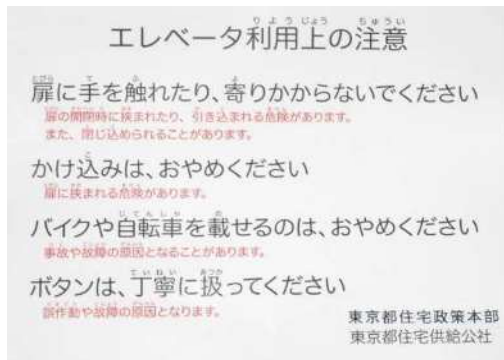 エレベータ利用上の注意
扉に手を触れたり、寄りかからないでください
扉の開閉時に挟まれたり、引き込まれる危険があります。
また、閉じ込められることがあります。
かけ込みは、おやめください
扉に挟まれる危険があります。
バイクや自転車を載せるのは、おやめください
事故や故障の原因となることがあります。
ボタンは、丁寧に扱ってください
誤作動や故障の原因となります。
東京都住宅政策本部
東京都住宅供給公社